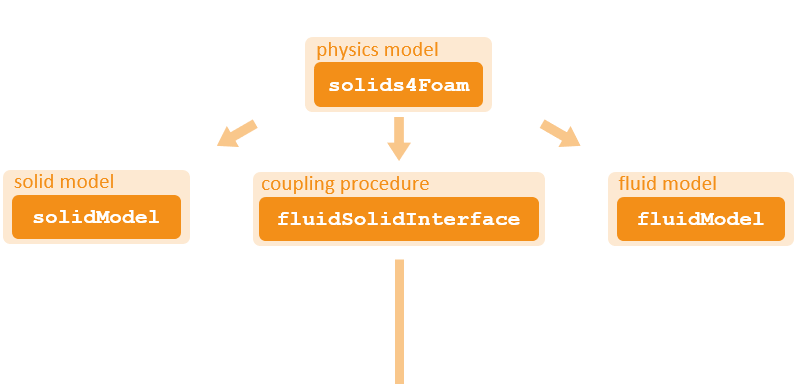 physics model
solids4Foam
solid model
solidModel
coupling procedure
fluidSolidInterface
fluid model
fluidModel